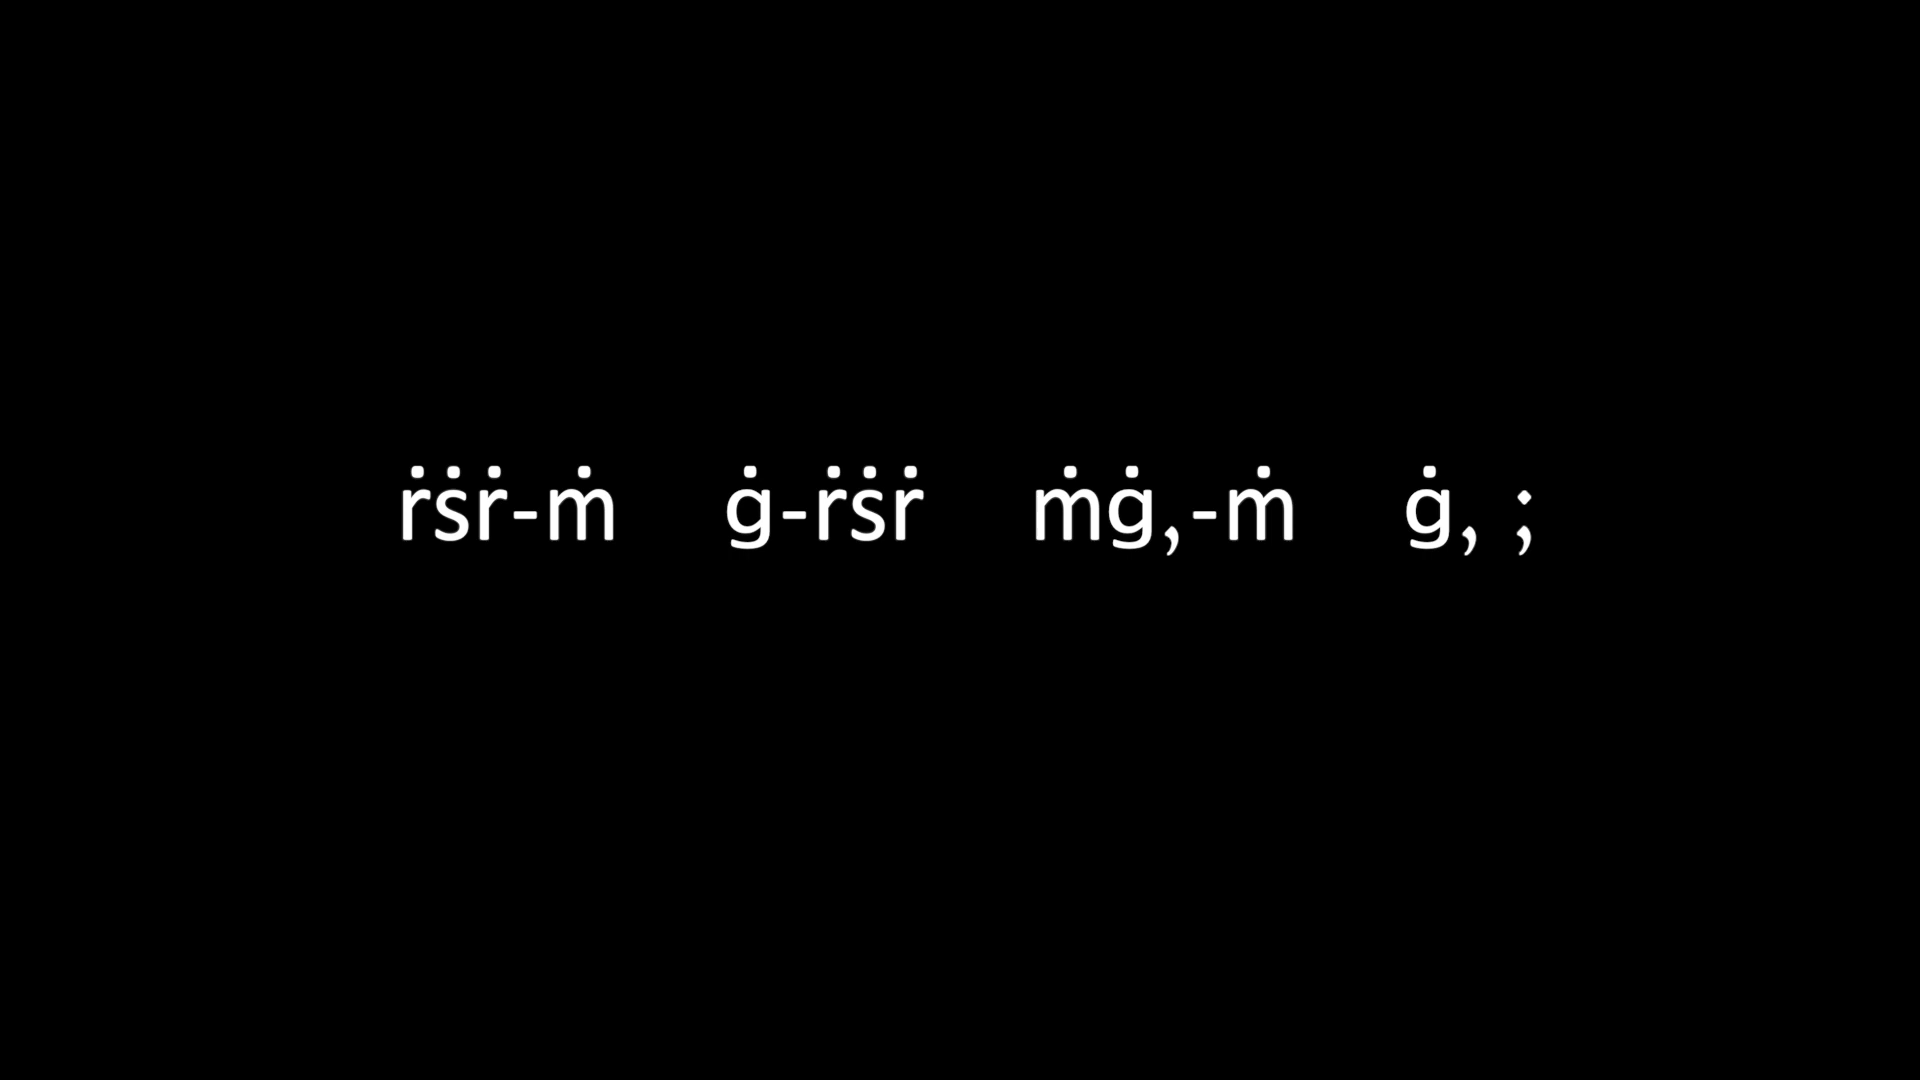 ṙṡṙ-ṁ ġ-ṙṡṙ ṁġ,-ṁ ġ, ;